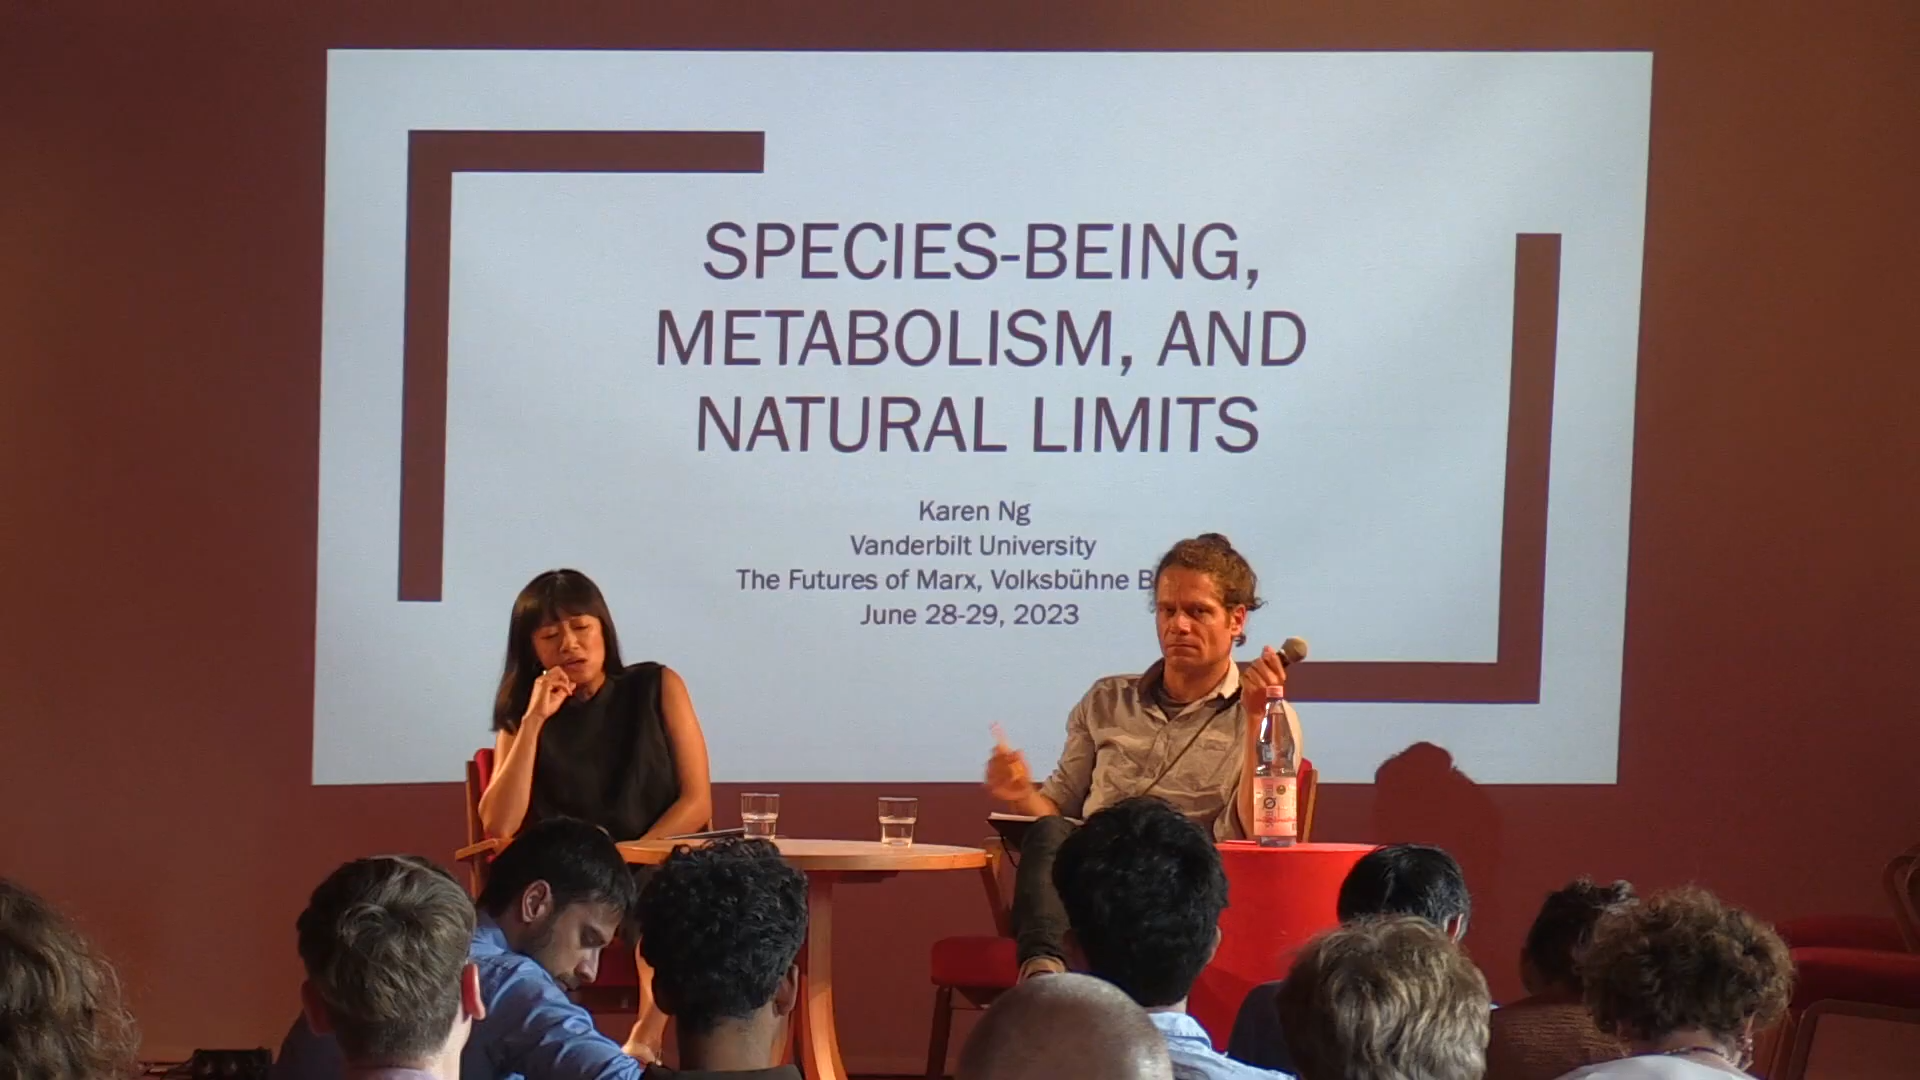 SPECIES-BEING,
METABOLISM, AND
NATURAL LIMITS
Karen Ng
Vanderbilt University
The Futures of Marx, Volksbühne
June 28-29, 2023